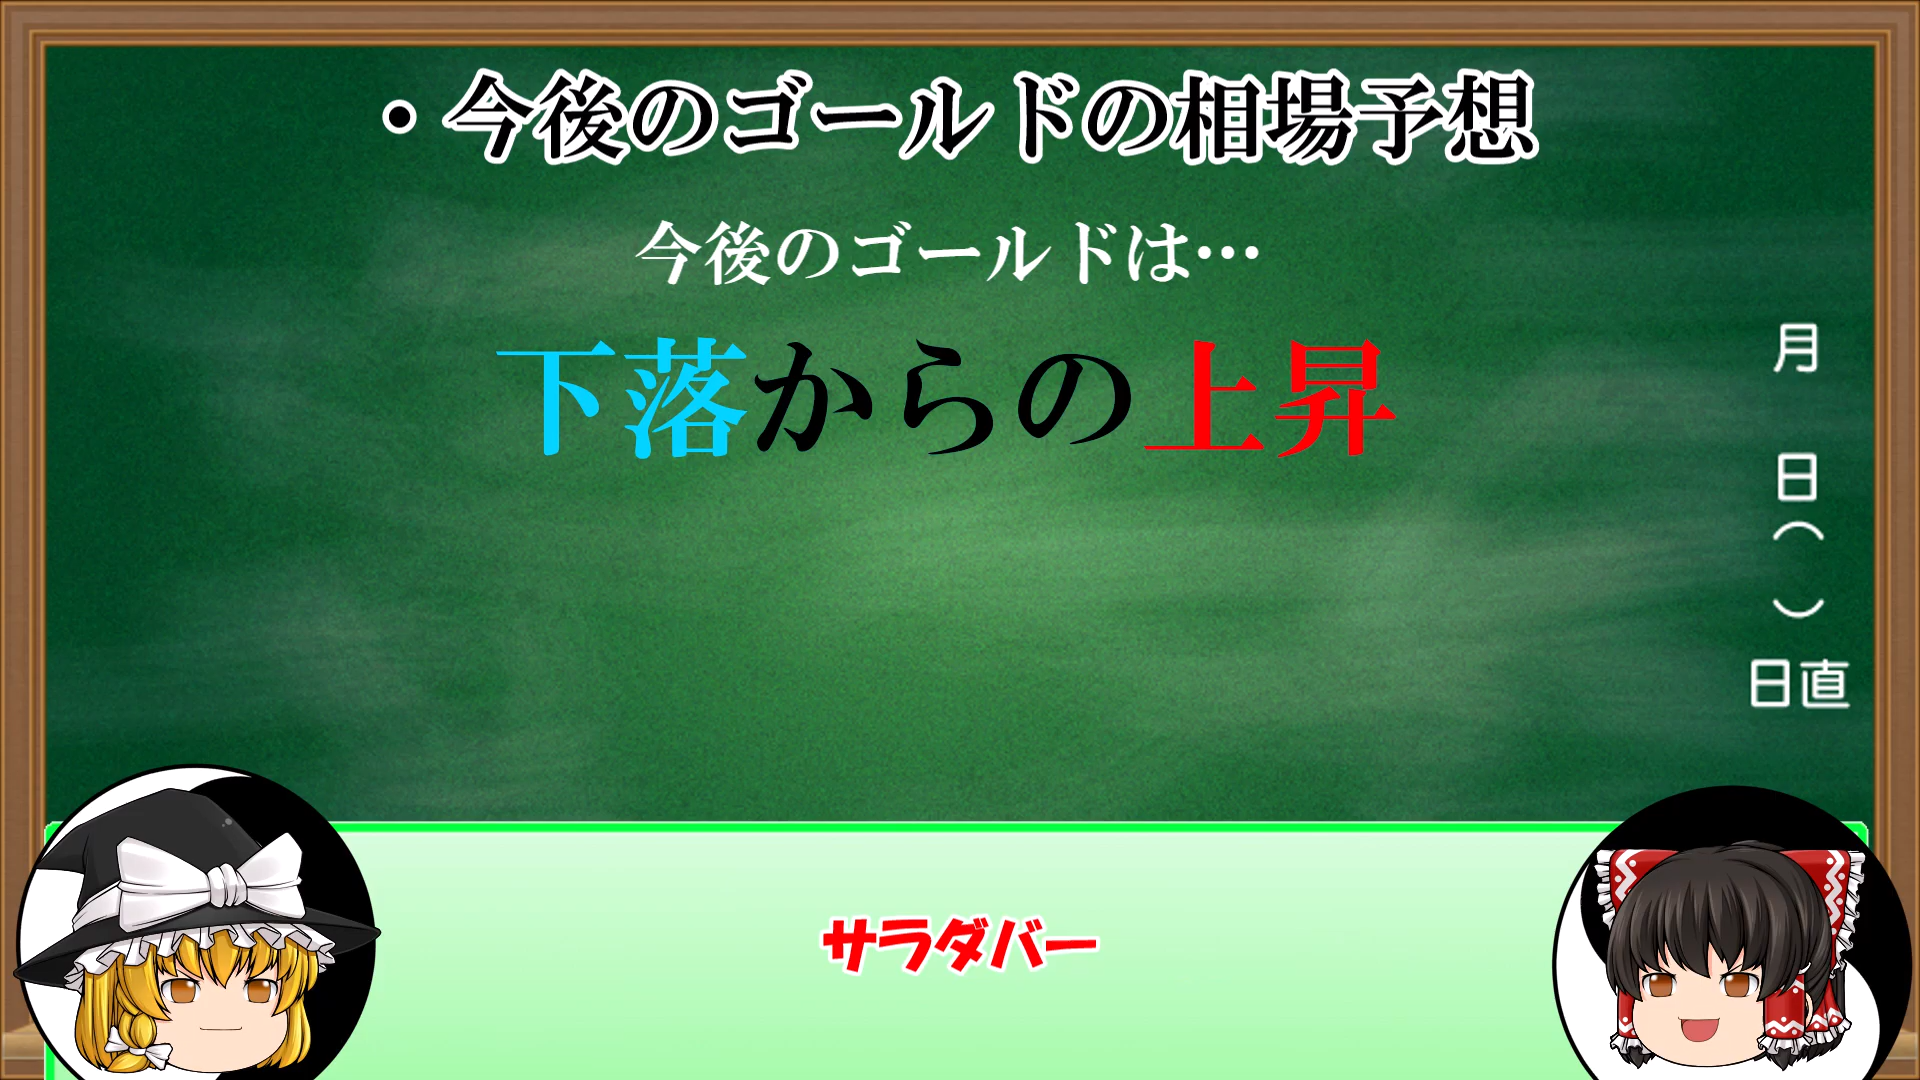 ・今後のゴールドの相場予想
今後のゴールドは…
下落からの上昇
月
日
（
）
日直
サラダバー